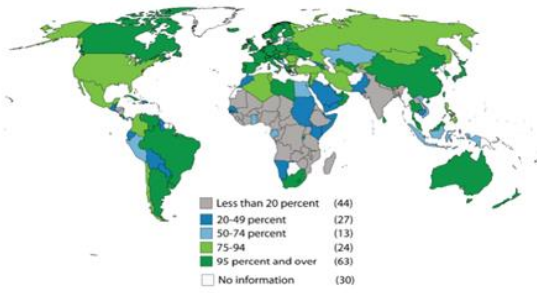 Less than 20 percent (44)
20-49 percent (27)
50-74 percent (13)
75-94 (24)
95 percent and over (63)
No information (30)